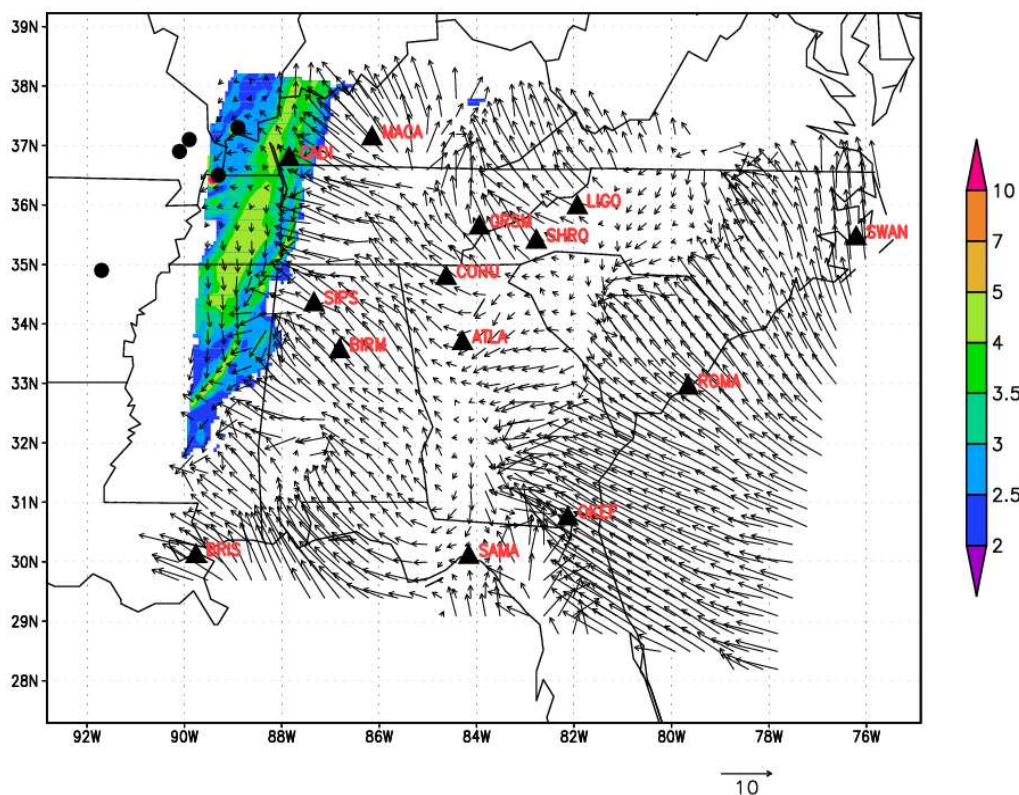 39N
38N
37N
36N
35N
34N
33N
32N
31N
30N
29N
28N
92W 90W 88W 86W 84W 82W 80W 78W 76W
MACA
CADI
LIGO
GRSM
SHRO
SWAN
COHU
SIPS
ATLA
BIRM
ROMA
OKEF
BRIS
SAMA
10
7
5
4
3.5
3
2.5
2
10